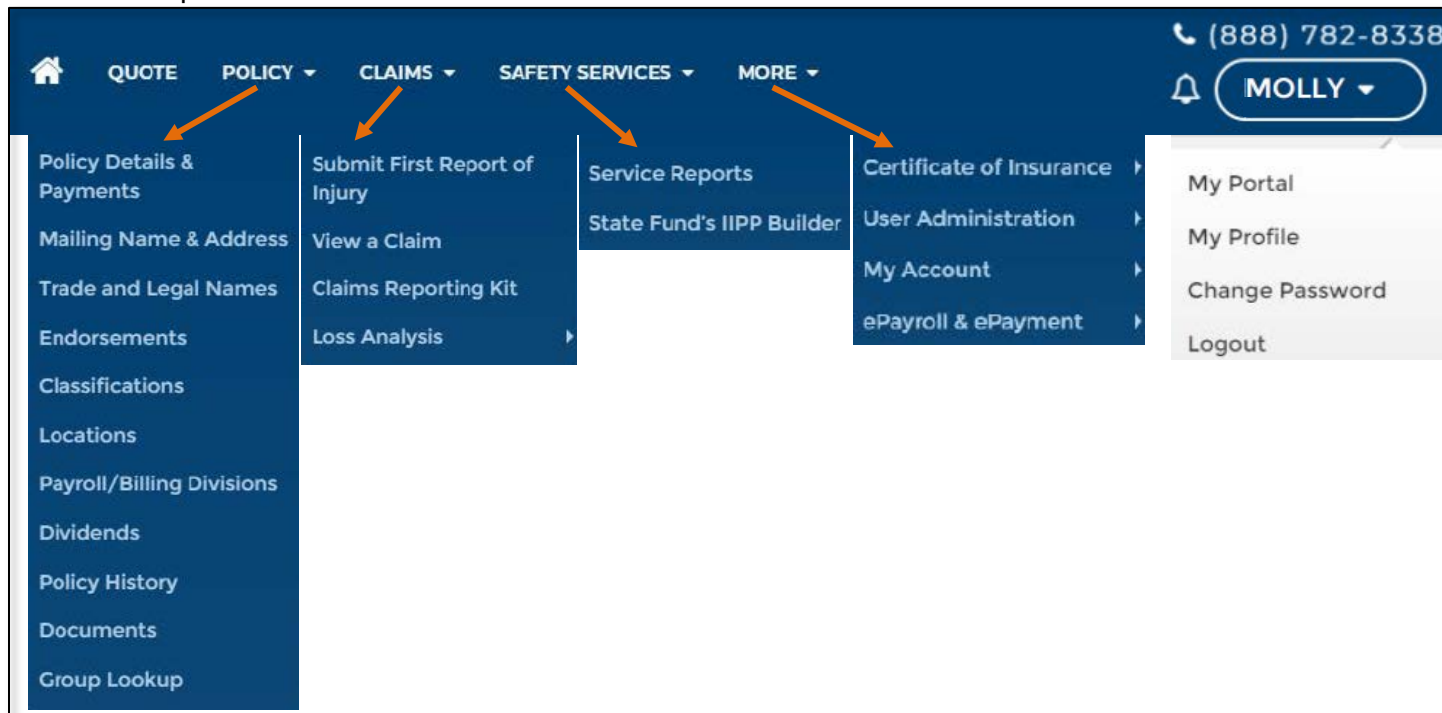 (888) 782-8338
QUOTE POLICY CLAIMS SAFETY SERVICES MORE
MOLLY
Policy Details &
Payments
Mailing Name & Address
Trade and Legal Names
Endorsements
Classifications
Locations
Payroll/Billing Divisions
Dividends
Policy History
Documents
Group Lookup
Submit First Report of
Injury
View a Claim
Claims Reporting Kit
Loss Analysis
Service Reports
State Fund's IIPP Builder
Certificate of Insurance
User Administration
My Account
ePayroll & ePayment
My Portal
My Profile
Change Password
Logout